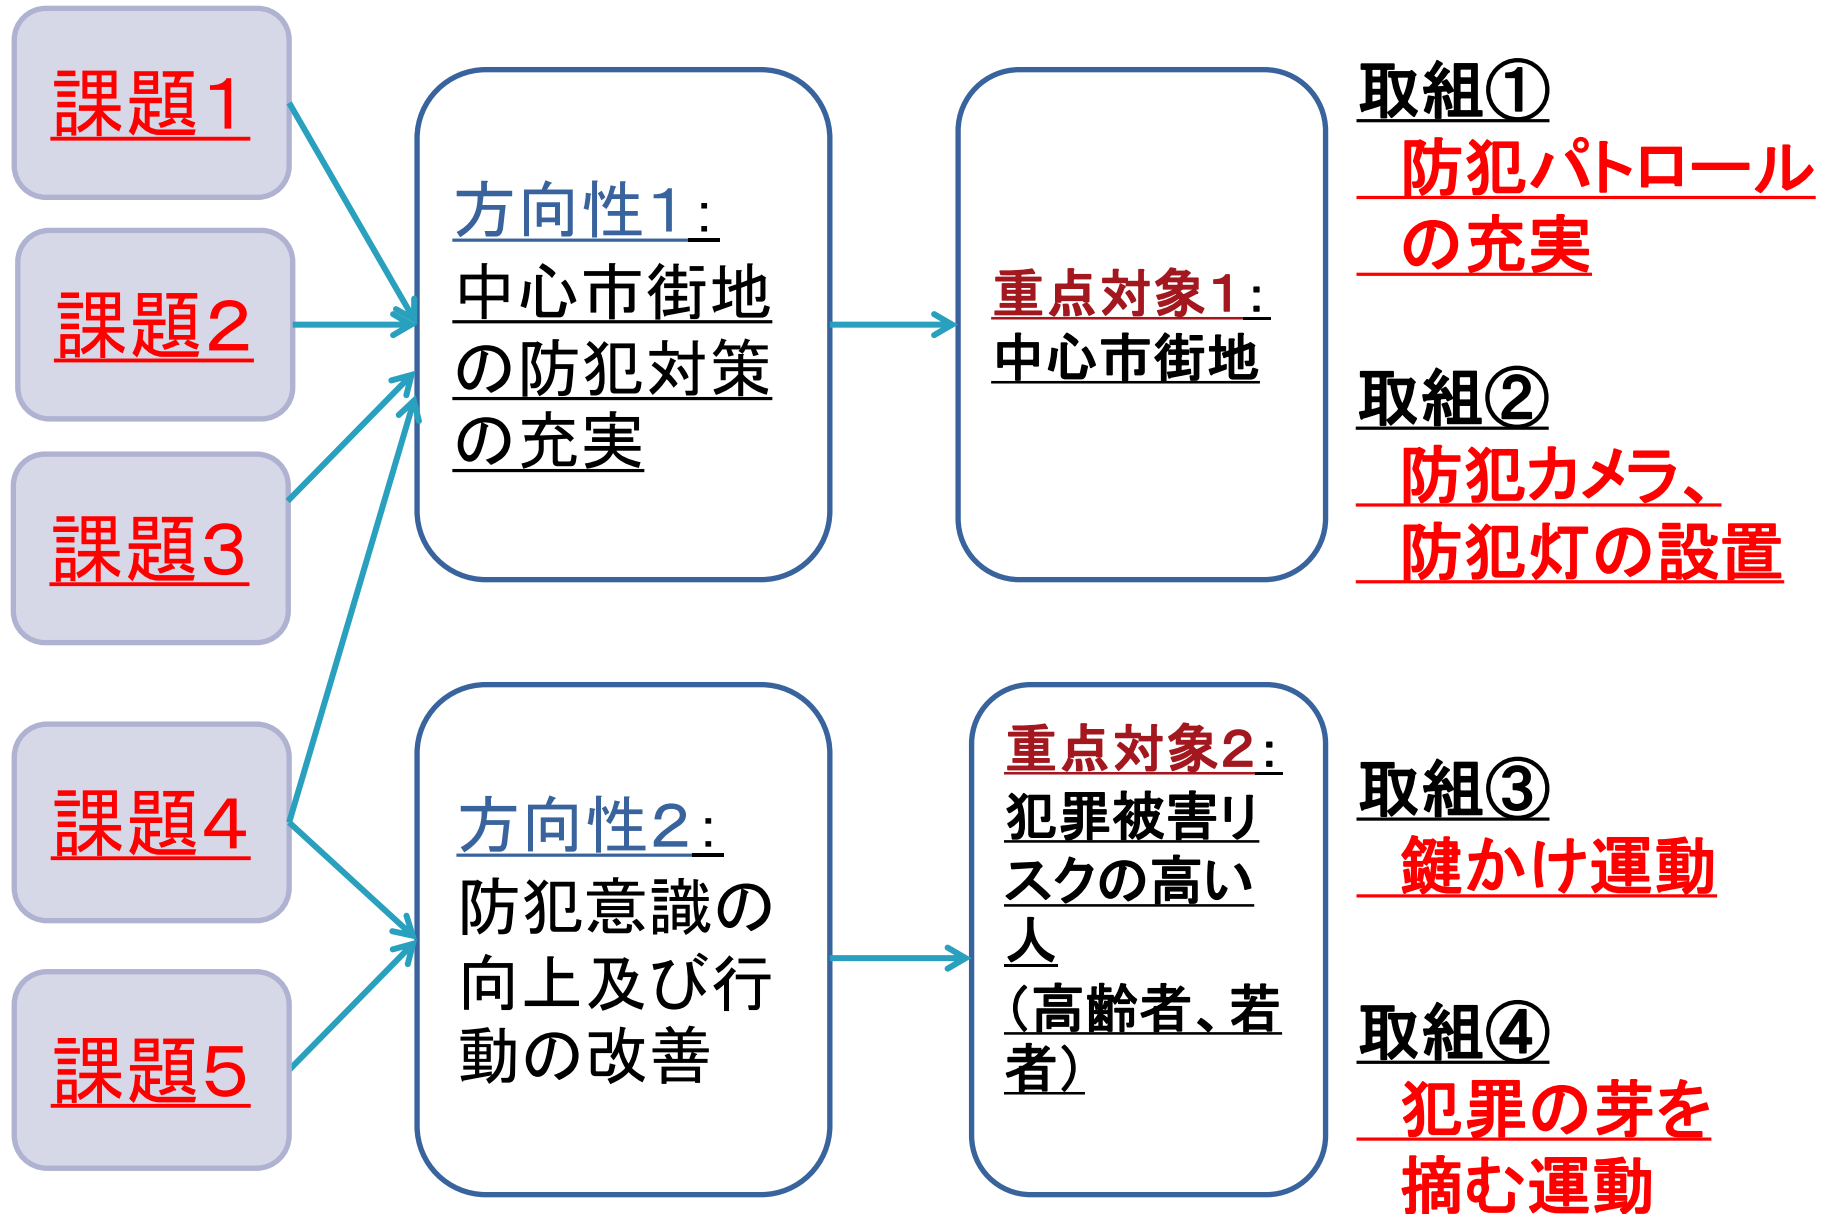 課題１
課題２
課題３
課題４
課題５
方向性１：
中心市街地
の防犯対策
の充実
方向性２：
防犯意識の
向上及び行
動の改善
重点対象１：
中心市街地
重点対象２：
犯罪被害リ
スクの高い
人
（高齢者、若
者）
取組①
防犯パトロール
の充実
取組②
防犯カメラ、
防犯灯の設置
取組③
鍵かけ運動
取組④
犯罪の芽を
摘む運動